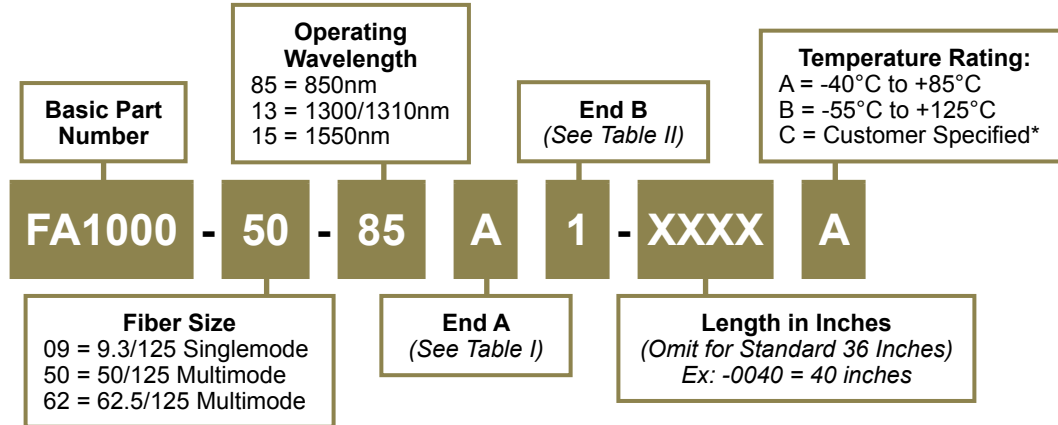 Basic Part
Number
Operating
Wavelength
85 = 850nm
13 = 1300/1310nm
15 = 1550nm
End B
(See Table II)
Temperature Rating:
A = -40°C to +85°C
B = -55°C to +125°C
C = Customer Specified*
FA1000 - 50 - 85 A 1 - XXXX A
Fiber Size
09 = 9.3/125 Singlemode
50 = 50/125 Multimode
62 = 62.5/125 Multimode
End A
(See Table I)
Length in Inches
(Omit for Standard 36 Inches)
Ex: -0040 = 40 inches